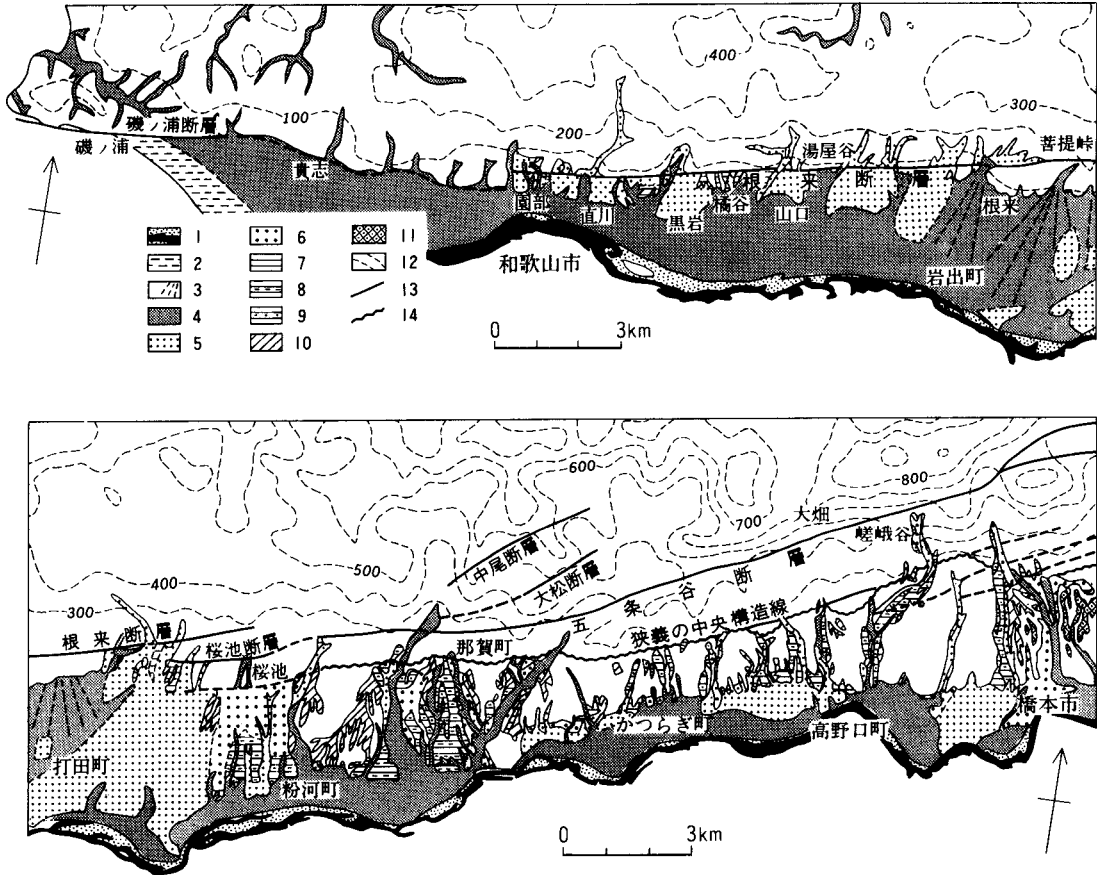 400
300
100
200
磯ノ浦断層
磯ノ浦
貴志
湯屋谷
菩提峠
根来断層
園部
直川
黒岩
橘谷
山口
根来
和歌山市
岩出町
1
2
3
4
5
6
7
8
9
10
11
12
13
14
0 3km
600
800
700
500
400
300
大畑
嵯峨谷
中尾断層
大松断層
五条谷断層
狭義の中央構造線
根来断層
桜池断層
桜池
那賀町
かつらぎ町
高野口町
橋本市
打田町
粉河町
0 3km